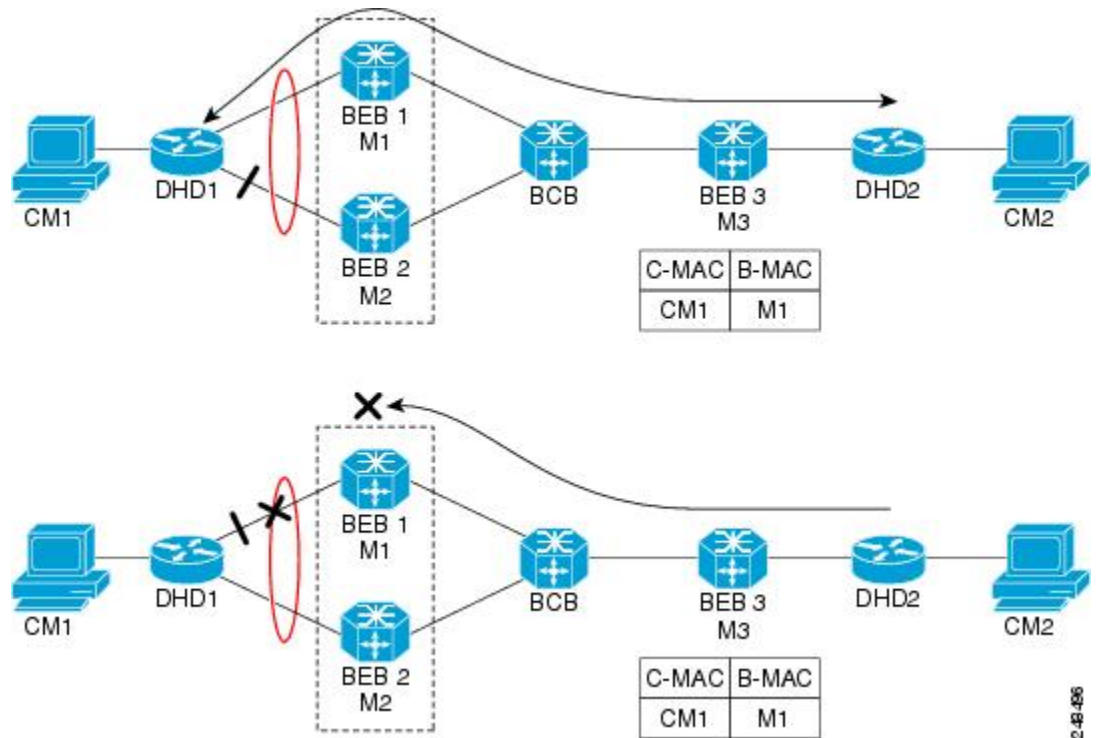 BEB 1
M1
CM1
DHD1
BCB
BEB 3
M3
DHD2
CM2
BEB 2
M2
C-MAC B-MAC
CM1 M1
BEB 1
M1
CM1
DHD1
BCB
BEB 3
M3
DHD2
CM2
BEB 2
M2
C-MAC B-MAC
CM1 M1
249496